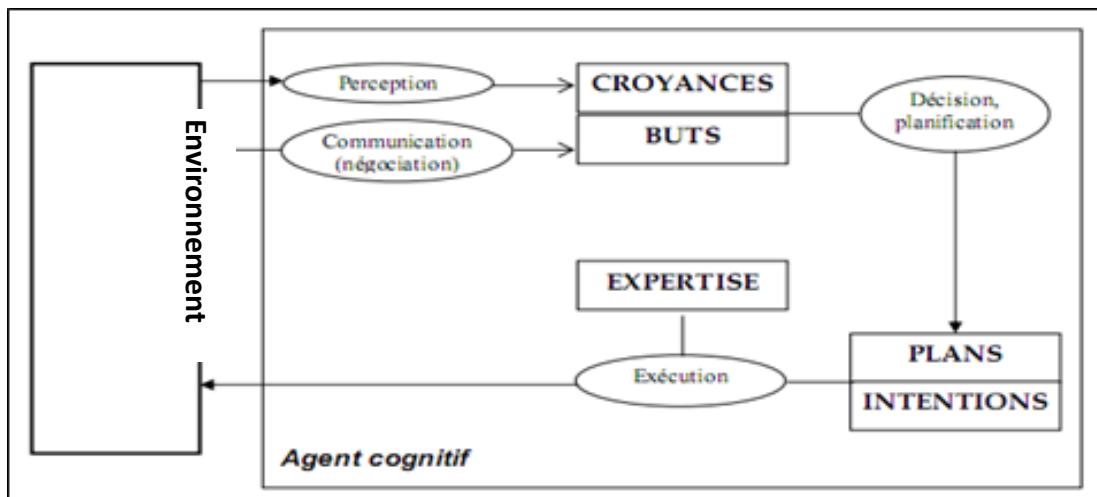 Environnement
Perception
Communication
(négociation)
CROYANCES
BUTS
Décision,
planification
EXPERTISE
Exécution
PLANS
INTENTIONS
Agent cognitif